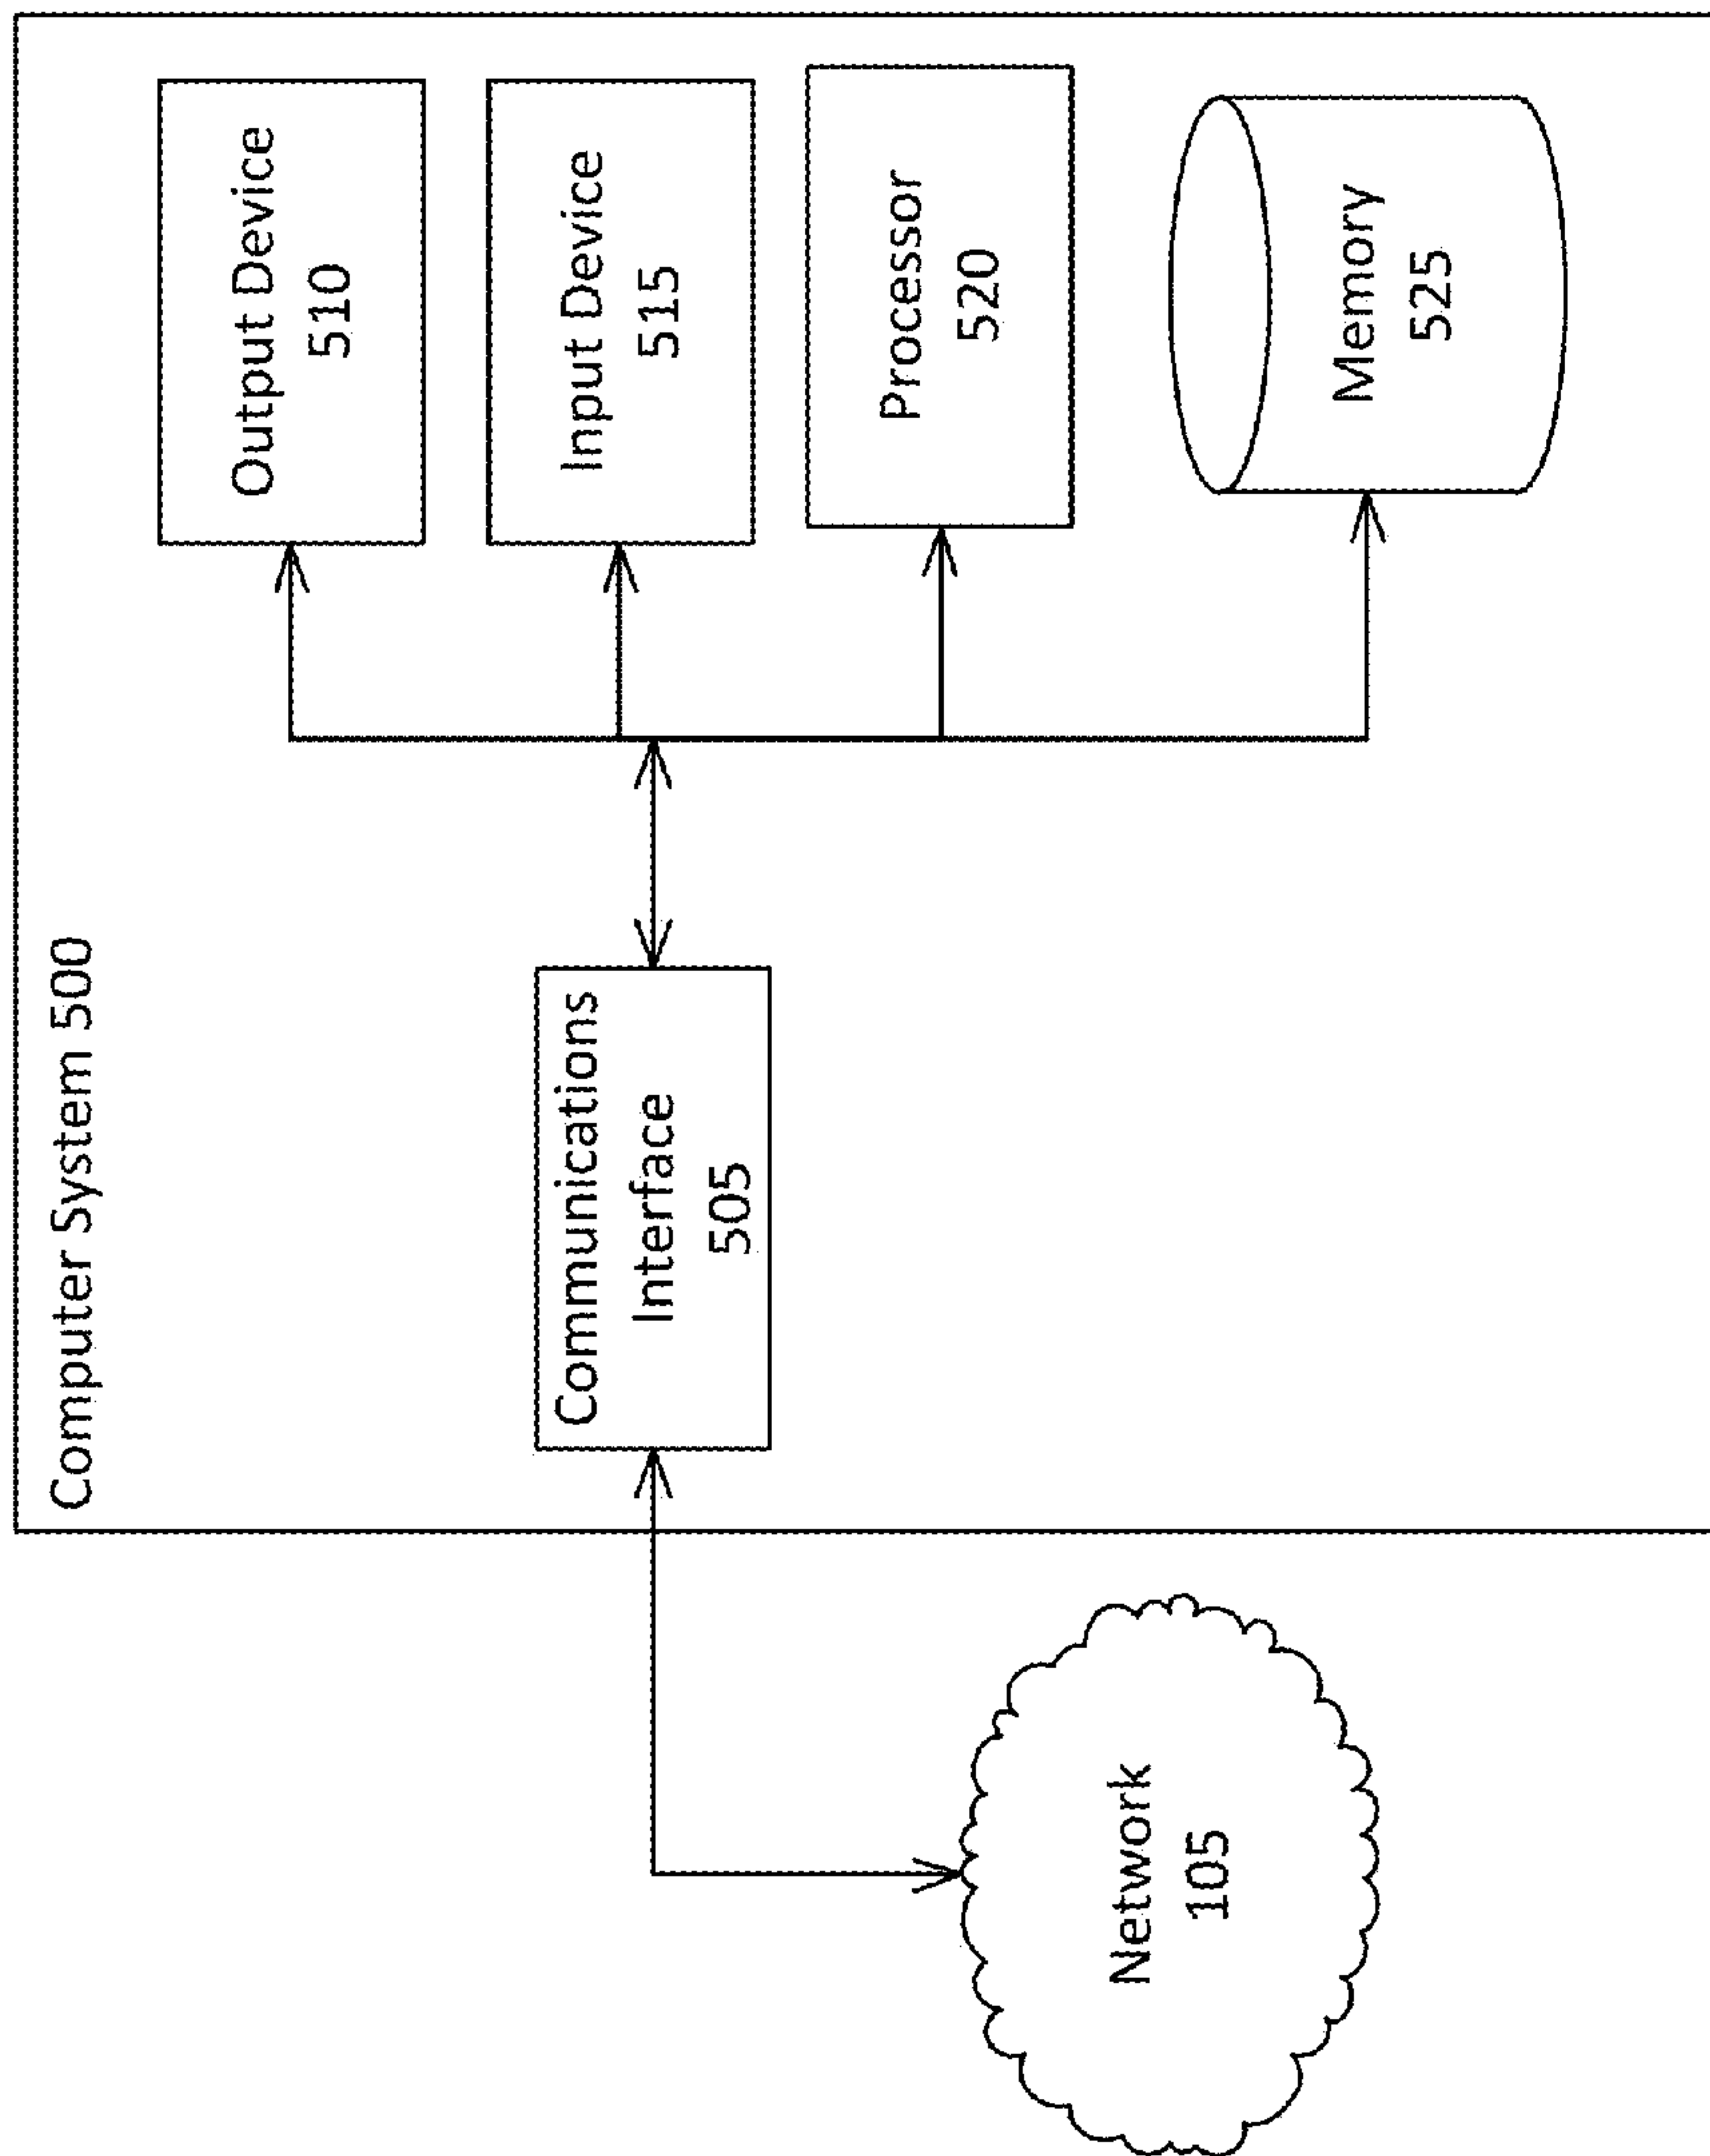 Computer System 500
Output Device
510
Input Device
515
Communications
Interface
505
Processor
520
Memory
525
Network
105